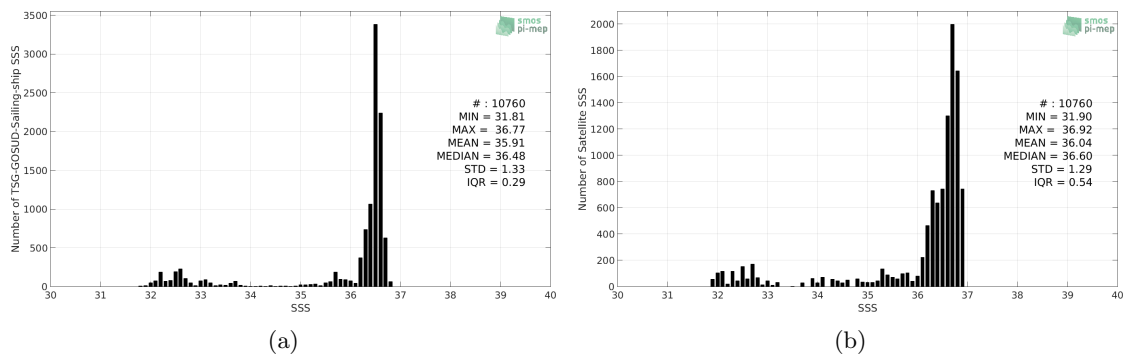 3500
3000
2500
2000
1500
1000
500
0
Number of TSG-GOSUD-Sailing-ship SSS
smos
pi-mep
# : 10760
MIN = 31.81
MAX = 36.77
MEAN = 35.91
MEDIAN = 36.48
STD = 1.33
IQR = 0.29
30 31 32 33 34 35 36 37 38 39 40
SSS
(a)
2000
1800
1600
1400
1200
1000
800
600
400
200
0
Number of Satellite SSS
smos
pi-mep
# : 10760
MIN = 31.90
MAX = 36.92
MEAN = 36.04
MEDIAN = 36.60
STD = 1.29
IQR = 0.54
30 31 32 33 34 35 36 37 38 39 40
SSS
(b)